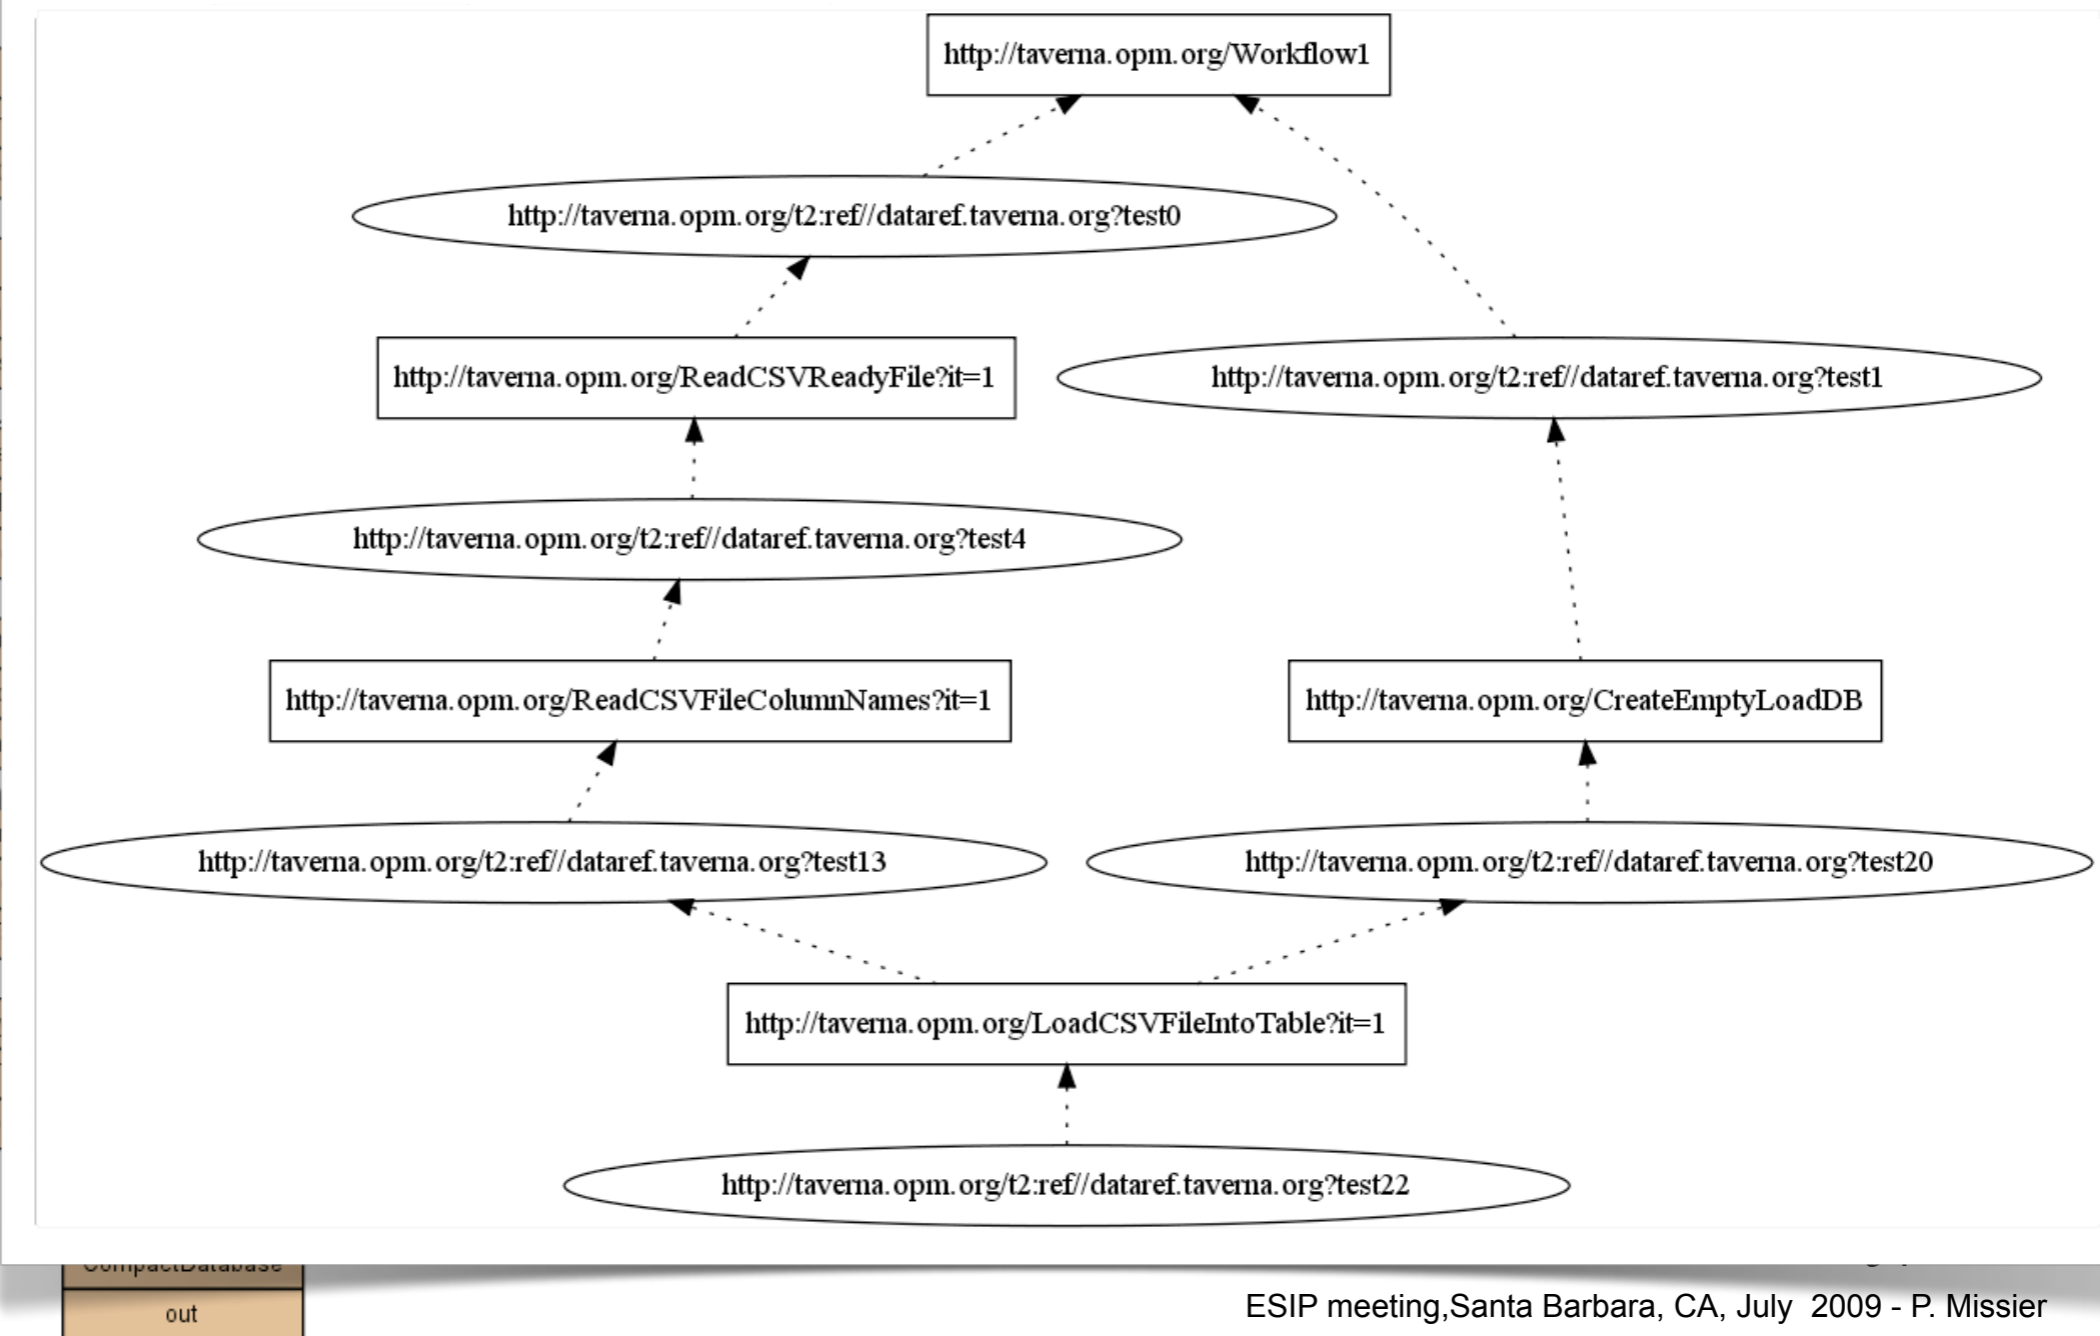 http://taverna.opm.org/Workflow1
http://taverna.opm.org/t2:ref//dataref.taverna.org?test0
http://taverna.opm.org/ReadCSVReadyFile?it=1
http://taverna.opm.org/t2:ref//dataref.taverna.org?test1
http://taverna.opm.org/t2:ref//dataref.taverna.org?test4
http://taverna.opm.org/ReadCSVFileColumnNames?it=1
http://taverna.opm.org/CreateEmptyLoadDB
http://taverna.opm.org/t2:ref//dataref.taverna.org?test13
http://taverna.opm.org/t2:ref//dataref.taverna.org?test20
http://taverna.opm.org/LoadCSVFileIntoTable?it=1
http://taverna.opm.org/t2:ref//dataref.taverna.org?test22
CompactDatabase
out
ESIP meeting,Santa Barbara, CA, July 2009 - P. Missier